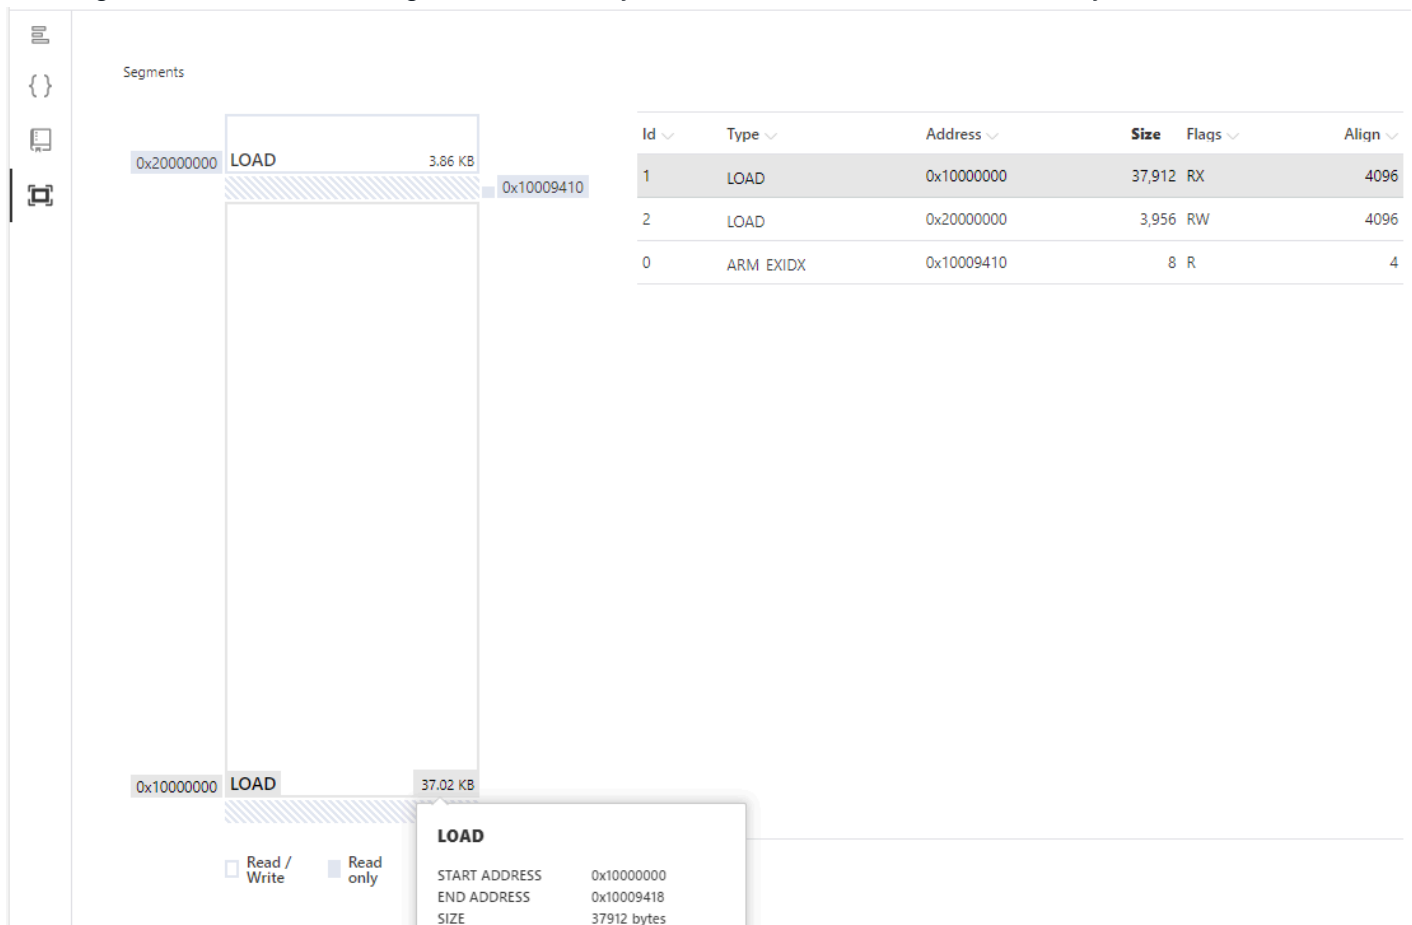 Segments
0x20000000 LOAD 3.86 KB
0x10009410
0x10000000 LOAD 37.02 KB
Read / Write
Read only
Id Type Address Size Flags Align
1 LOAD 0x10000000 37,912 RX 4096
2 LOAD 0x20000000 3,956 RW 4096
0 ARM_EXIDX 0x10009410 8 R 4
LOAD
START ADDRESS 0x10000000
END ADDRESS 0x10009418
SIZE 37912 bytes